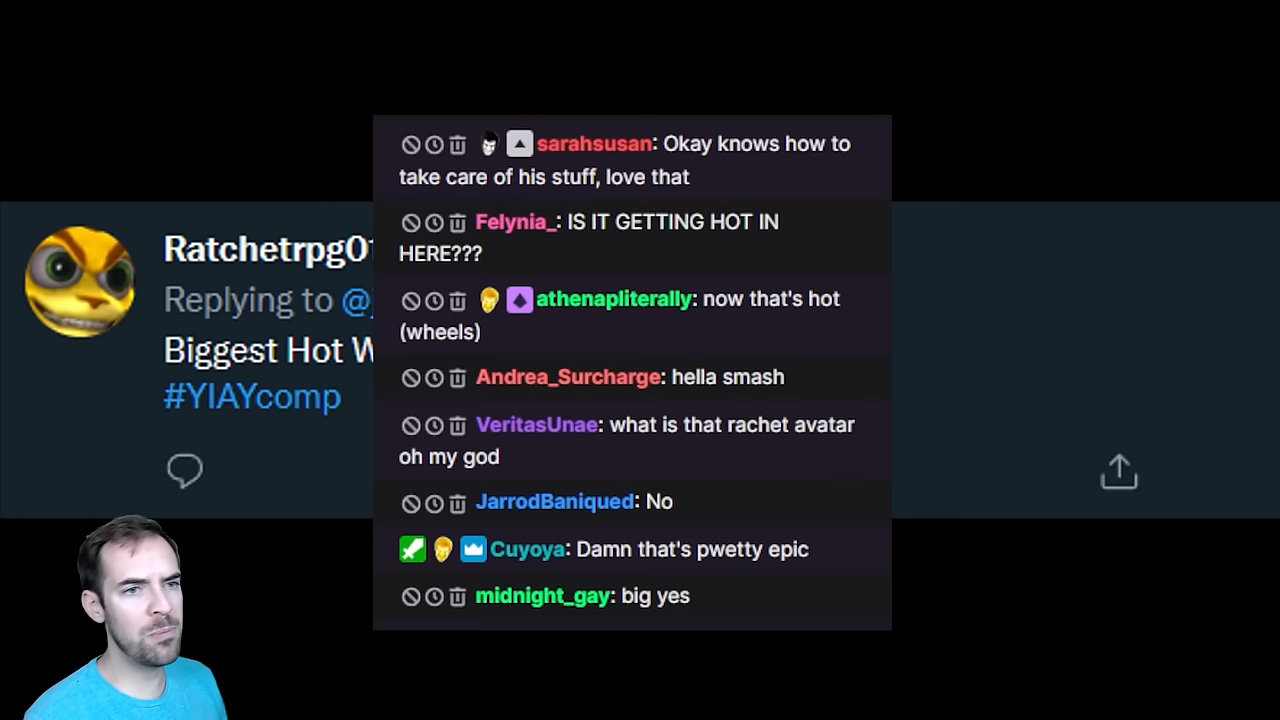 sarahsusan: Okay knows how to
take care of his stuff, love that
Felynia_: IS IT GETTING HOT IN
HERE???
athenapliterally: now that's hot
(wheels)
Andrea_Surcharge: hella smash
VeritasUnae: what is that rachet avatar
oh my god
JarrodBaniqued: No
Cuyoya: Damn that's pwetty epic
midnight_gay: big yes
Ratchetrpg0
Replying to @
Biggest Hot
#YIAYcomp